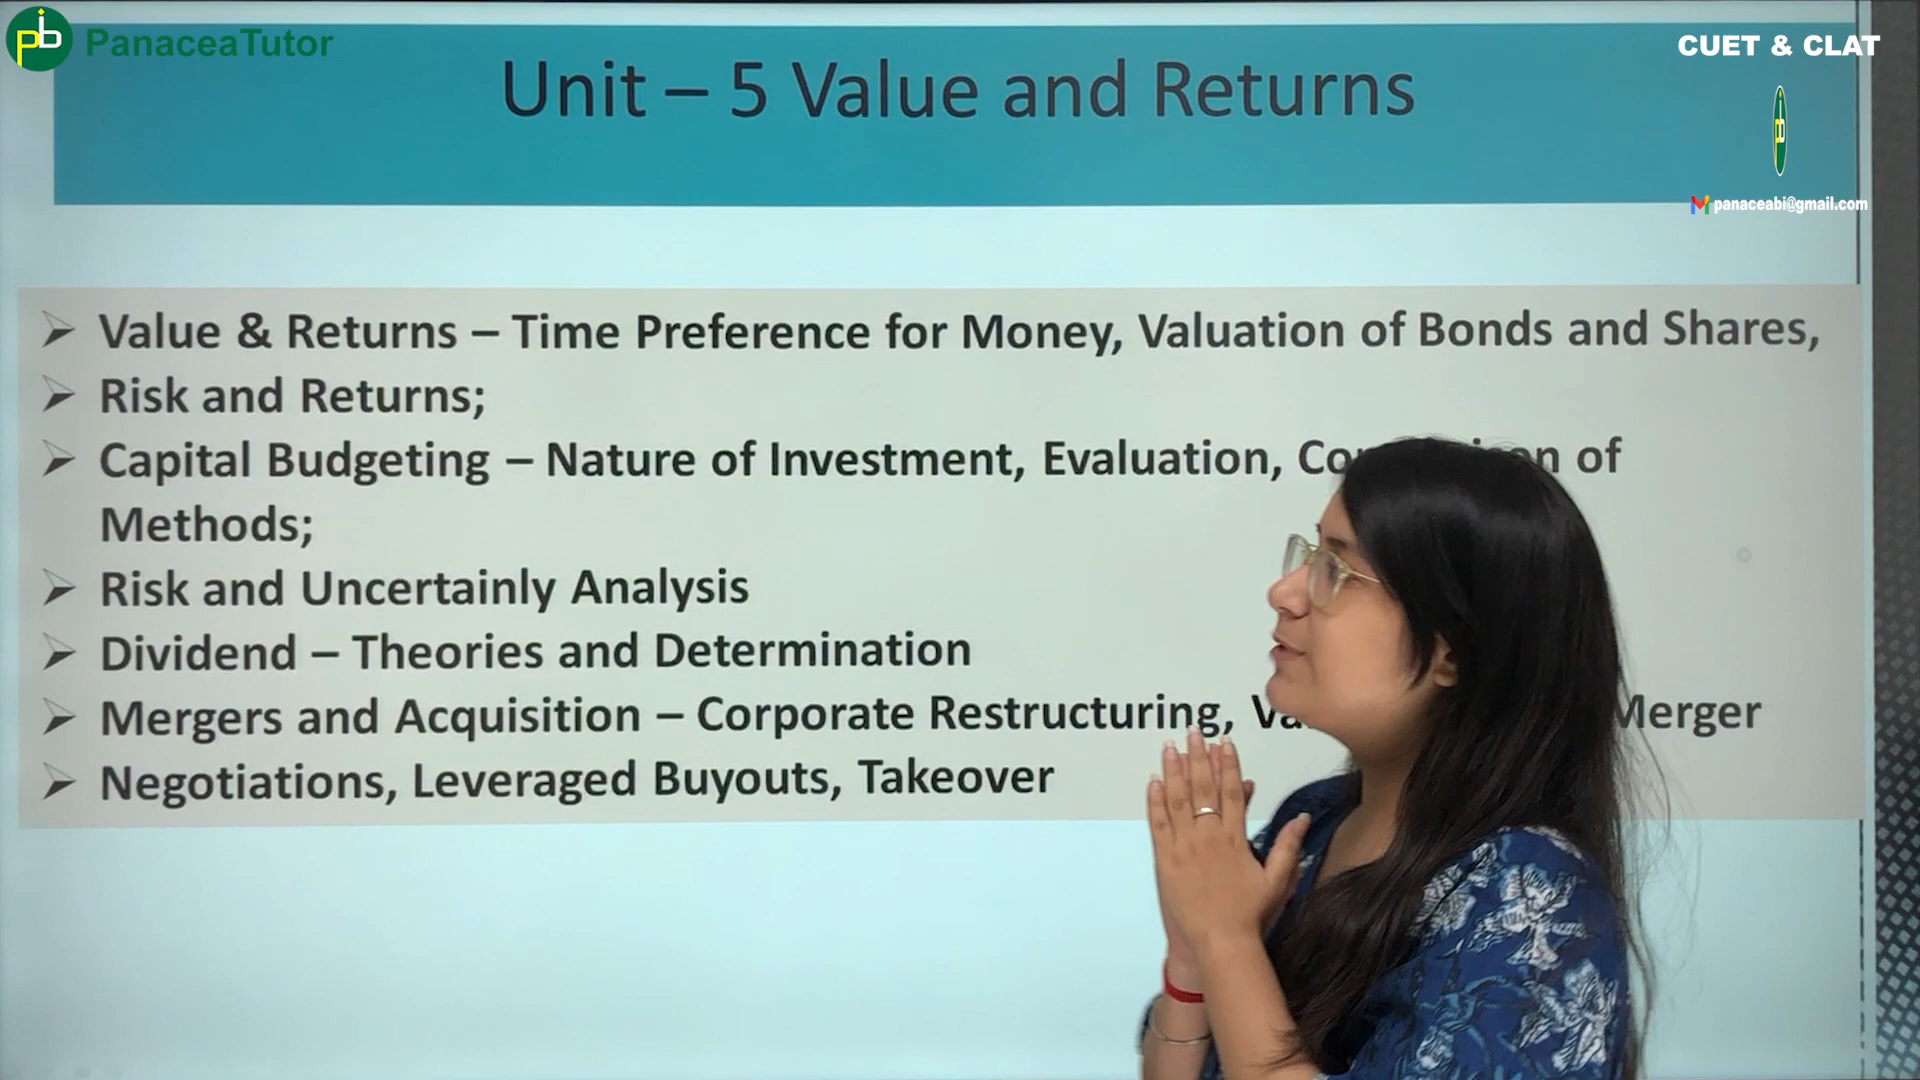 PanaceaTutor
CUET & CLAT
Unit – 5 Value and Returns
panaceabi@gmail.com
Value & Returns – Time Preference for Money, Valuation of Bonds and Shares,
Risk and Returns;
Capital Budgeting – Nature of Investment, Evaluation, of
Methods;
Risk and Uncertainly Analysis
Dividend – Theories and Determination
Mergers and Acquisition – Corporate Restructuring, Merger
Negotiations, Leveraged Buyouts, Takeover